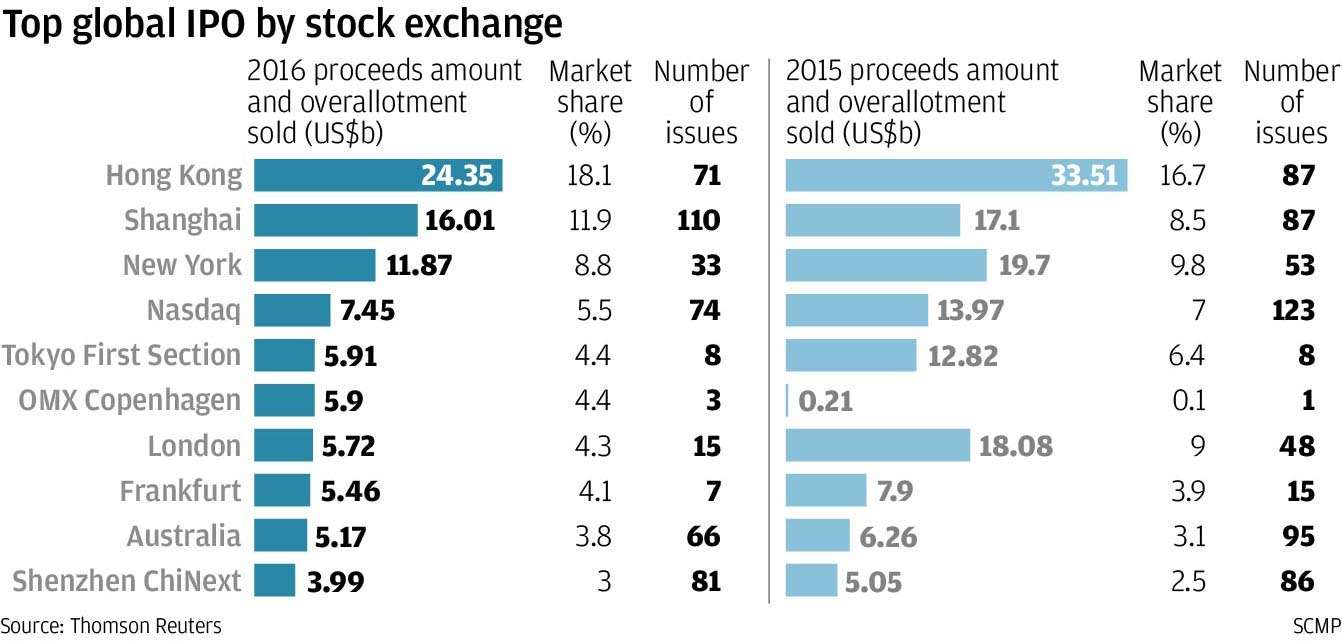 Top global IPO by stock exchange
2016 proceeds amount and overallotment sold (US$b) Market share (%) Number of issues 2015 proceeds amount and overallotment sold (US$b) Market share (%) Number of issues
Hong Kong 24.35 18.1 71 33.51 16.7 87
Shanghai 16.01 11.9 110 17.1 8.5 87
New York 11.87 8.8 33 19.7 9.8 53
Nasdaq 7.45 5.5 74 13.97 7 123
Tokyo First Section 5.91 4.4 8 12.82 6.4 8
OMX Copenhagen 5.9 4.4 3 0.21 0.1 1
London 5.72 4.3 15 18.08 9 48
Frankfurt 5.46 4.1 7 7.9 3.9 15
Australia 5.17 3.8 66 6.26 3.1 95
Shenzhen ChiNext 3.99 3 81 5.05 2.5 86
Source: Thomson Reuters SCMP